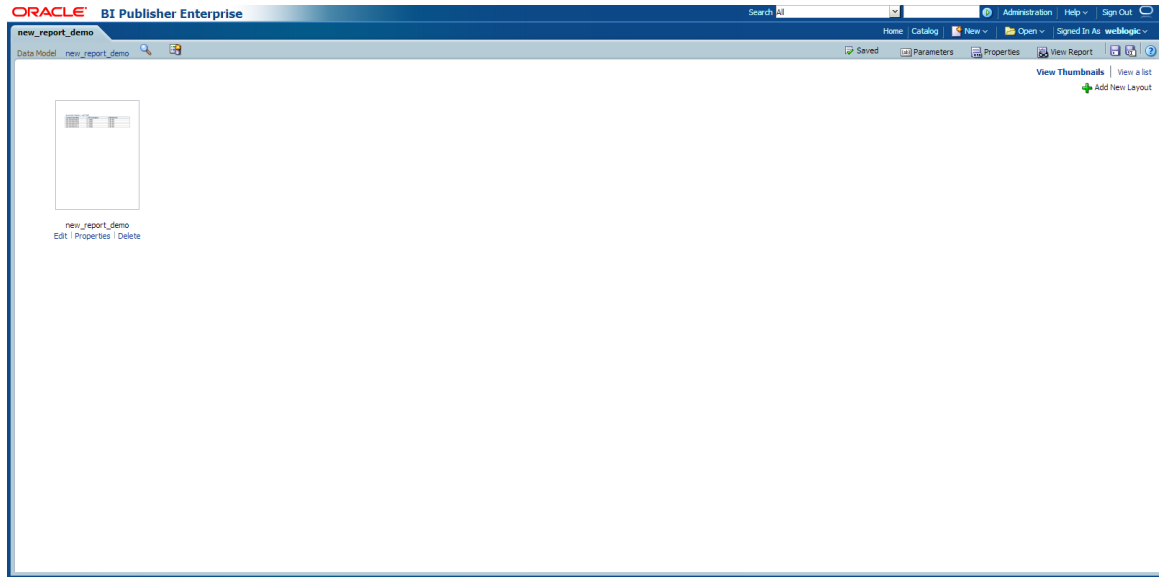 ORACLE BI Publisher Enterprise Search All Administration Help Sign Out
new_report_demo Home Catalog New Open Signed In As weblogic
Data Model new_report_demo Saved Parameters Properties View Report
View Thumbnails View a list
Add New Layout
new_report_demo
Edit Properties Delete